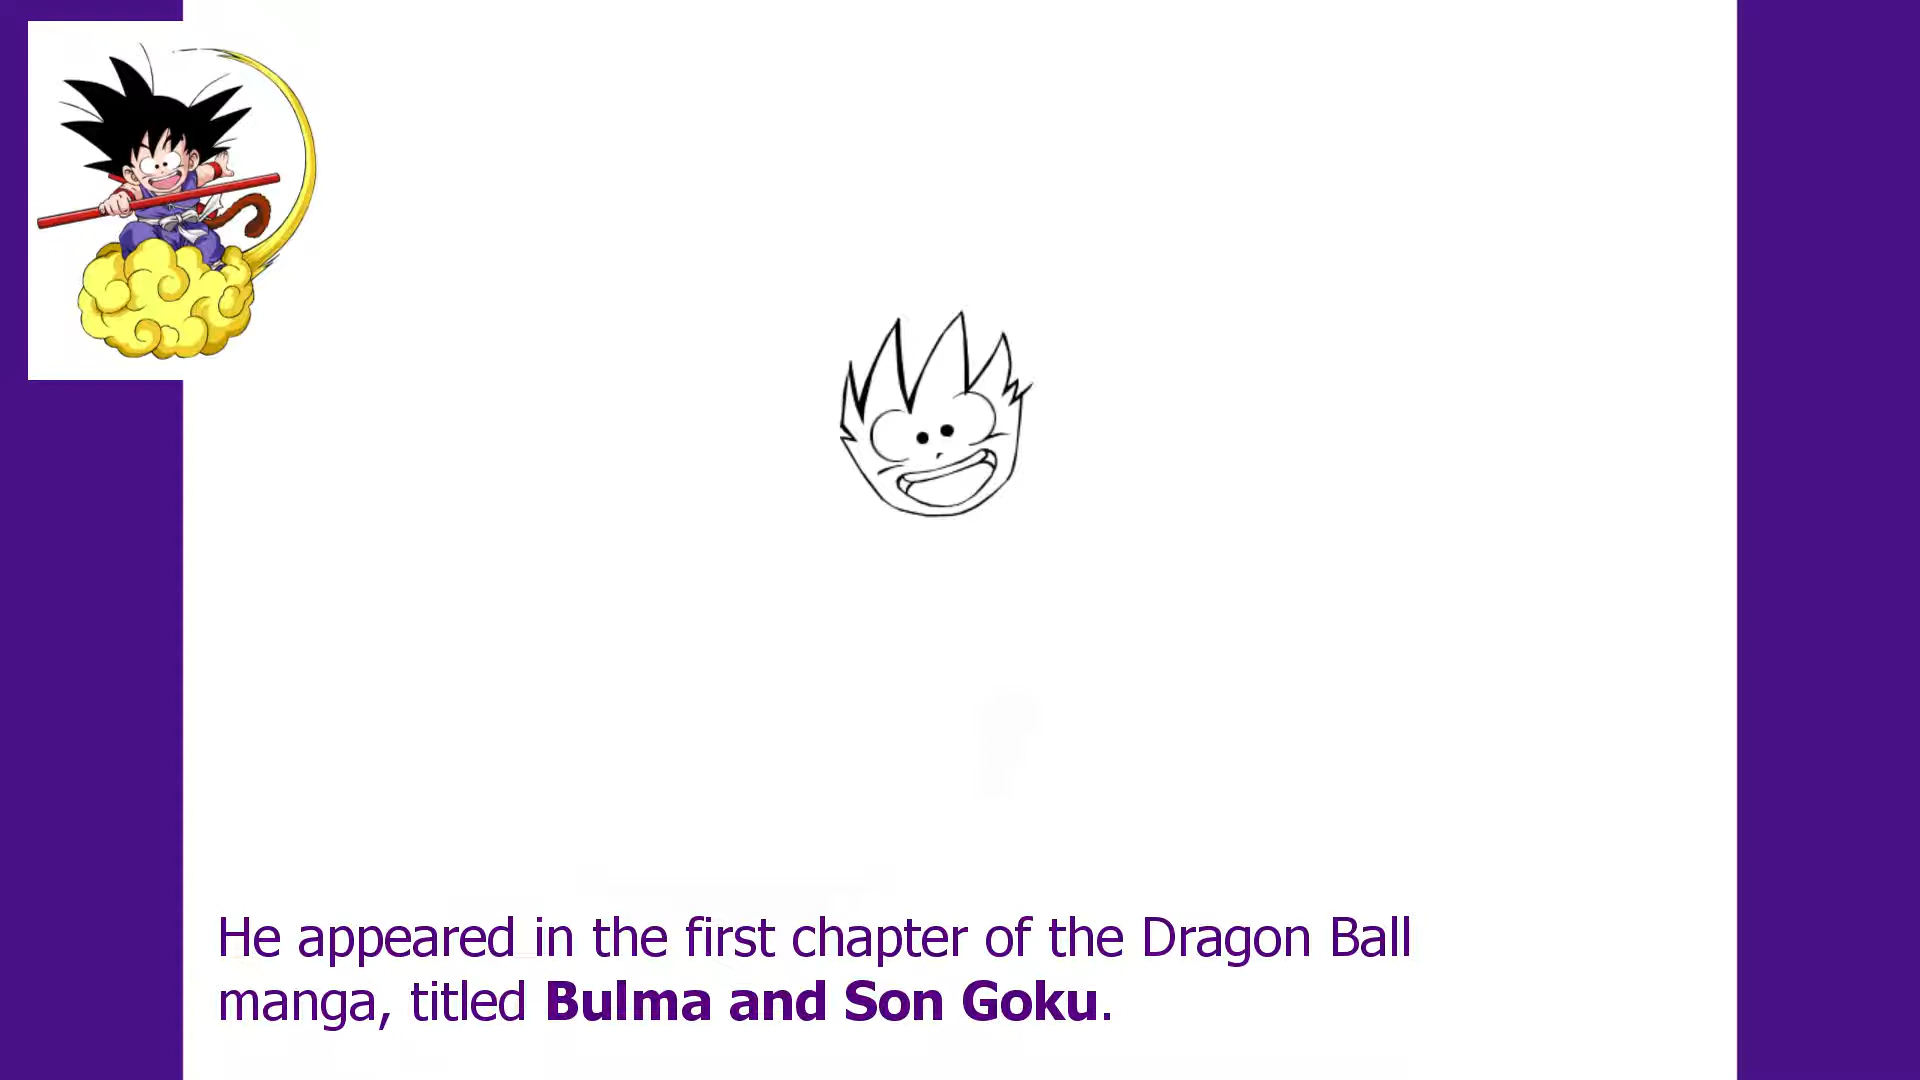 He appeared in the first chapter of the Dragon Ball
manga, titled Bulma and Son Goku.